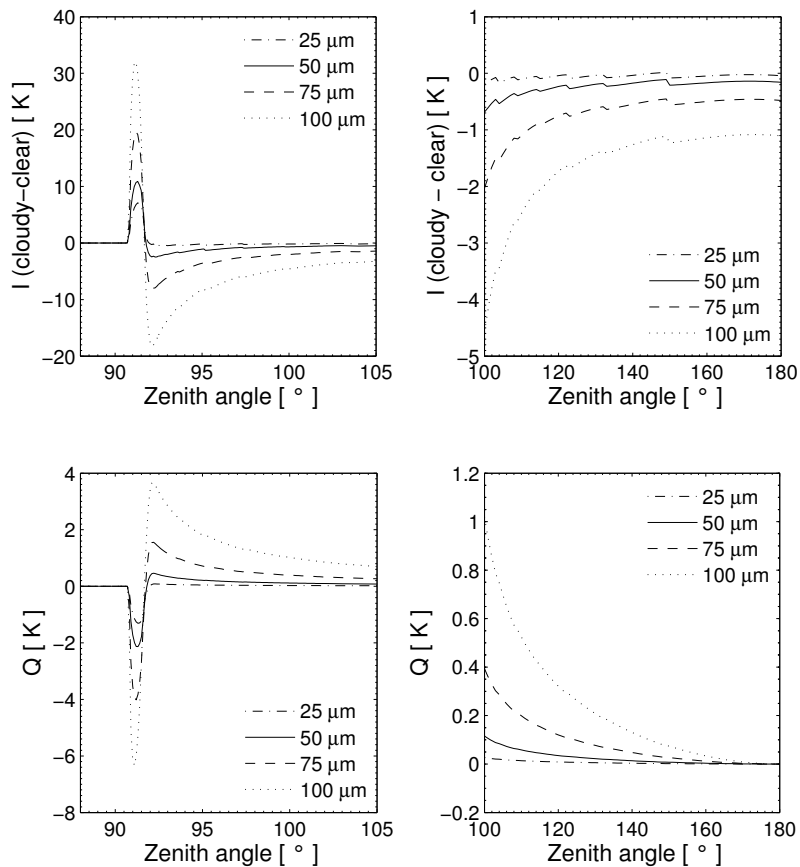 40
30
20
10
0
−10
−20
I (cloudy−clear) [ K ]
90
95
100
105
Zenith angle [ ° ]
25 μm
50 μm
75 μm
100 μm
1
0
−1
−2
−3
−4
−5
I (cloudy − clear) [ K ]
100
120
140
160
180
Zenith angle [ ° ]
25 μm
50 μm
75 μm
100 μm
4
2
0
−2
−4
−6
−8
Q [ K ]
90
95
100
105
Zenith angle [ ° ]
25 μm
50 μm
75 μm
100 μm
1.2
1
0.8
0.6
0.4
0.2
0
−0.2
Q [ K ]
100
120
140
160
180
Zenith angle [ ° ]
25 μm
50 μm
75 μm
100 μm